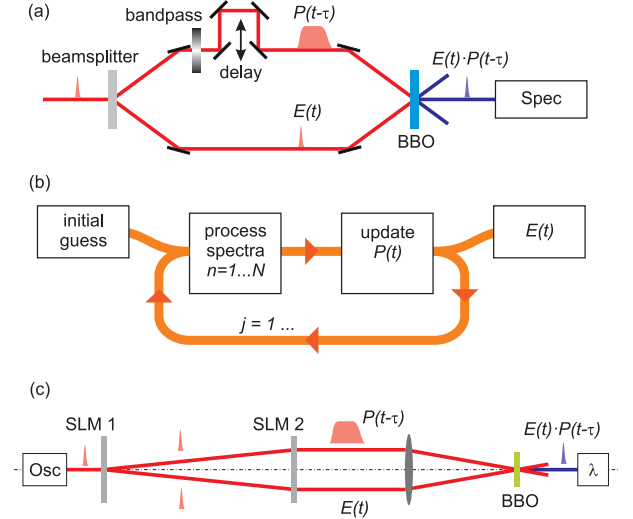 (a)
bandpass
P(t-τ)
beamsplitter
delay
E(t)·P(t-τ)
E(t)
Spec
BBO
(b)
initial
guess
process
spectra
n=1...N
update
P(t)
E(t)
j = 1 ...
(c)
SLM 1
SLM 2
P(t-τ)
E(t)·P(t-τ)
Osc
λ
E(t)
BBO